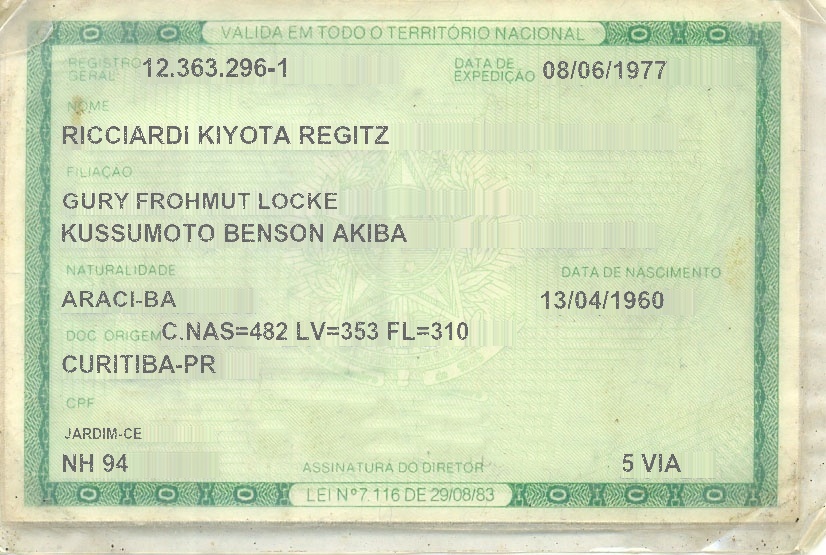 VÁLIDA EM TODO O TERRITÓRIO NACIONAL
REGISTRO GERAL 12.363.296-1 DATA DE EXPEDIÇÃO 08/06/1977
NOME
RICCIARDi KIYOTA REGITZ
FILIAÇÃO
GURY FROHMUT LOCKE
KUSSUMOTO BENSON AKIBA
NATURALIDADE DATA DE NASCIMENTO
ARACI-BA 13/04/1960
DOC ORIGEM C.NAS=482 LV=353 FL=310
CURITIBA-PR
CPF
JARDIM-CE
NH 94 ASSINATURA DO DIRETOR 5 VIA
LEI Nº 7.116 DE 29/08/83